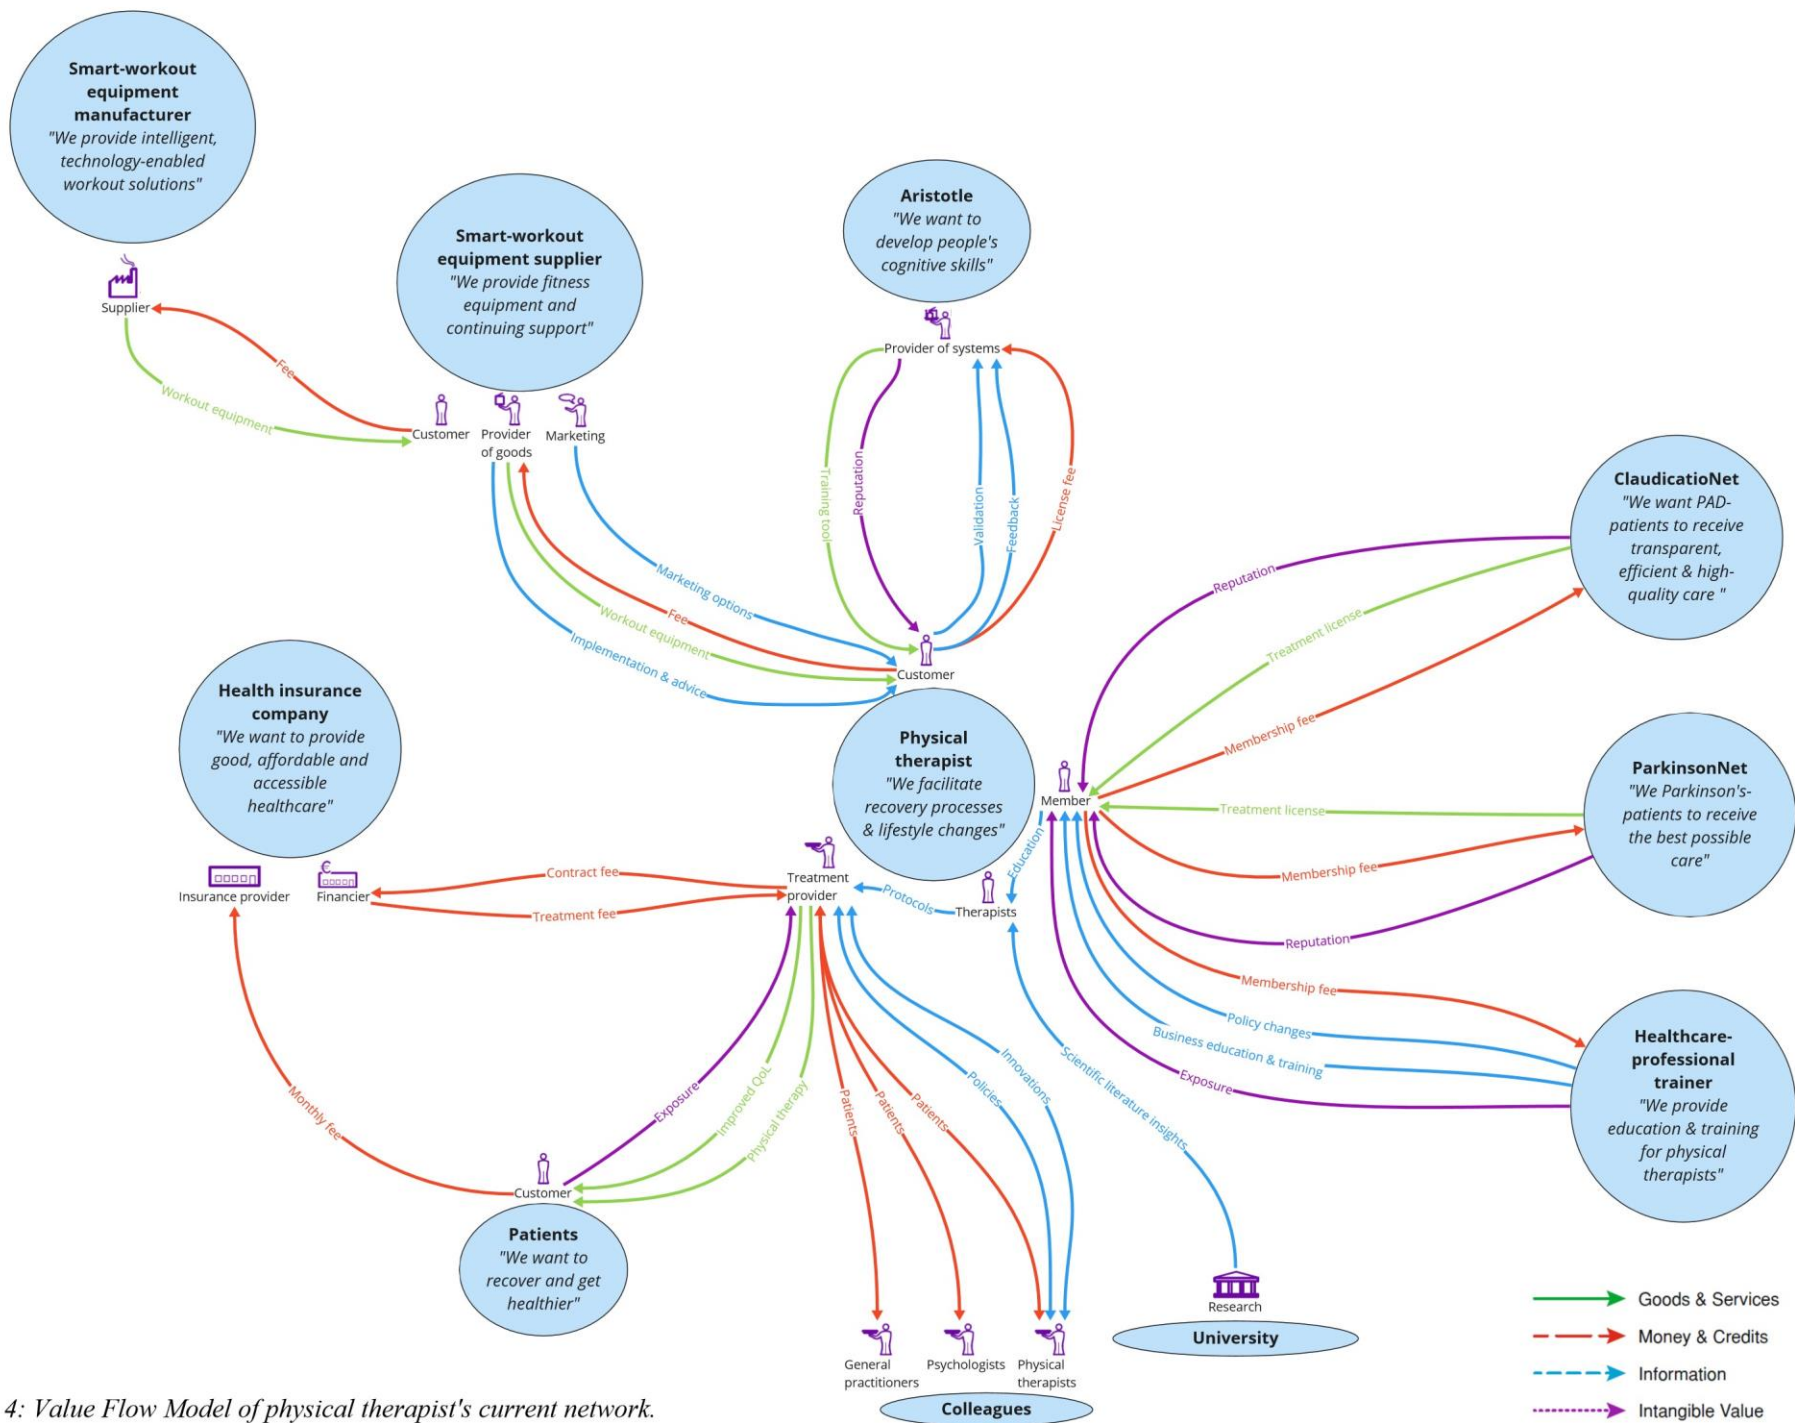 Smart-workout
equipment
manufacturer
"We provide intelligent,
technology-enabled
workout solutions"
Supplier
Fee
Workout equipment
Smart-workout
equipment supplier
"We provide fitness
equipment and
continuing support"
Customer
Provider
of goods
Marketing
Marketing options
Fee
Workout equipment
Implementation & advice
Aristotle
"We want to
develop people's
cognitive skills"
Provider of systems
Training tool
Reputation
Validation
Feedback
License fee
Customer
Physical
therapist
"We facilitate
recovery processes
& lifestyle changes"
Member
Education
Therapists
Protocols
Treatment
provider
ClaudicatioNet
"We want PAD-
patients to receive
transparent,
efficient & high-
quality care "
Reputation
Treatment license
Membership fee
ParkinsonNet
"We Parkinson's-
patients to receive
the best possible
care"
Treatment license
Membership fee
Reputation
Healthcare-
professional
trainer
"We provide
education & training
for physical
therapists"
Membership fee
Policy changes
Business education & training
Exposure
Health insurance
company
"We want to provide
good, affordable and
accessible
healthcare"
Insurance provider
Financier
Contract fee
Treatment fee
Monthly fee
Exposure
Improved QoL
Physical therapy
Customer
Patients
"We want to
recover and get
healthier"
Patients
Patients
Patients
Policies
Innovations
Scientific literature insights
General
practitioners
Psychologists
Physical
therapists
Colleagues
Research
University
Goods & Services
Money & Credits
Information
Intangible Value
4: Value Flow Model of physical therapist's current network.